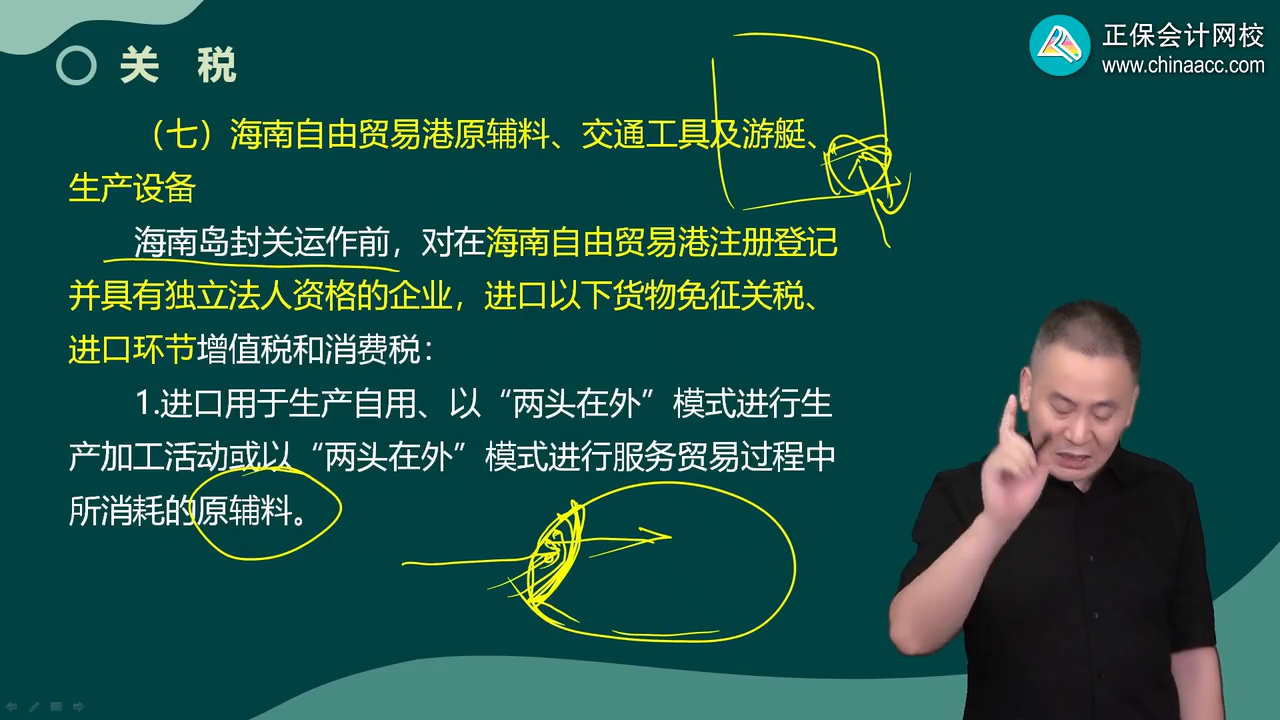 正保会计网校
www.chinaacc.com
关 税
（七）海南自由贸易港原辅料、交通工具及游艇、
生产设备
海南岛封关运作前，对在海南自由贸易港注册登记
并具有独立法人资格的企业，进口以下货物免征关税、
进口环节增值税和消费税：
1.进口用于生产自用、以“两头在外”模式进行生
产加工活动或以“两头在外”模式进行服务贸易过程中
所消耗的原辅料。